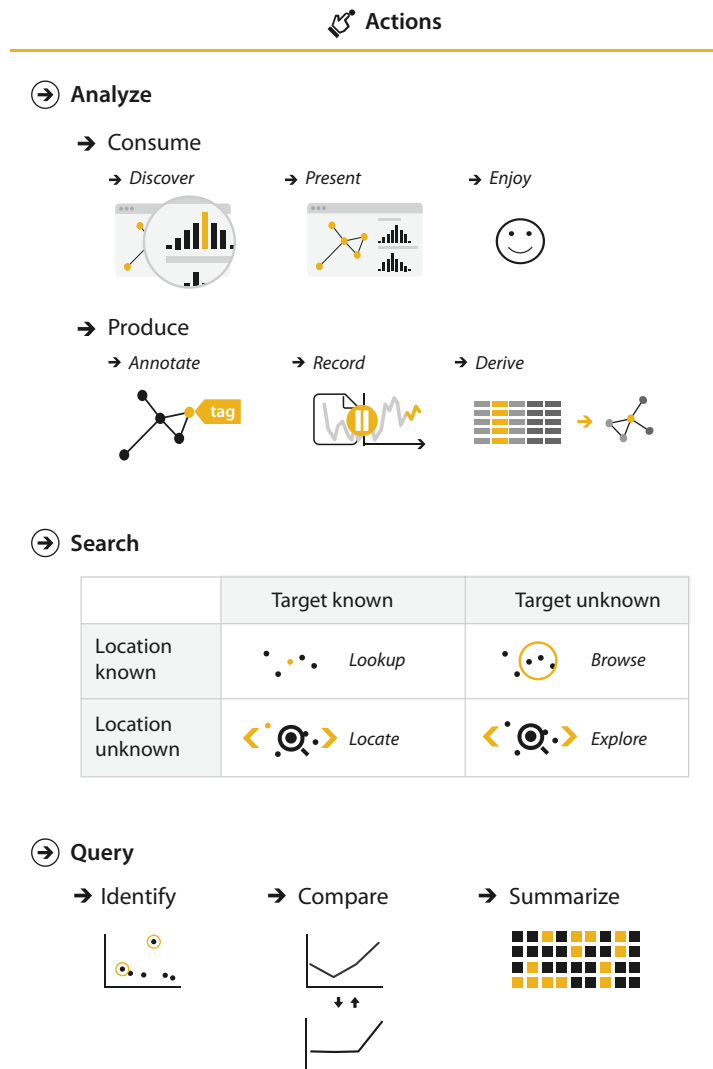 Actions
Analyze
Consume
Discover
Present
Enjoy
Produce
Annotate
Record
Derive
tag
Search
Target known
Target unknown
Location
known
Lookup
Browse
Location
unknown
Locate
Explore
Query
Identify
Compare
Summarize